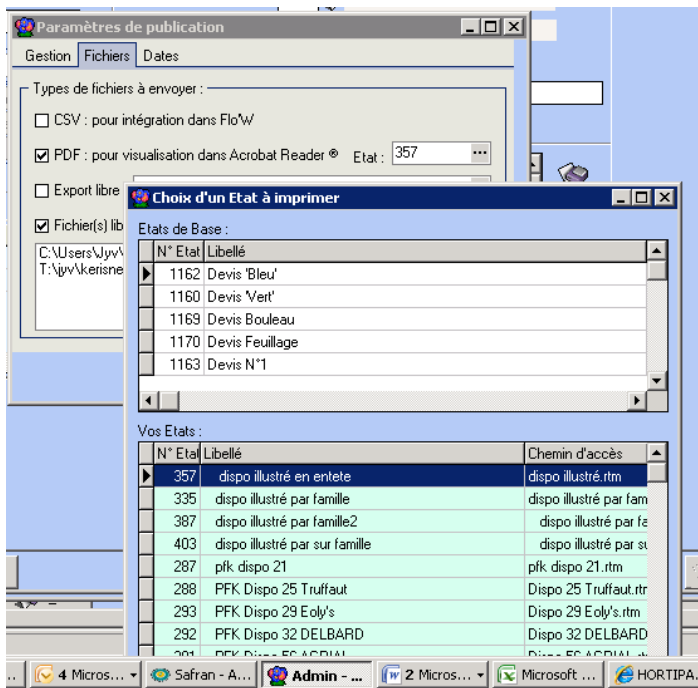 Paramètres de publication
Gestion Fichiers Dates
Types de fichiers à envoyer :
CSV : pour intégration dans Flo'W
PDF : pour visualisation dans Acrobat Reader ® Etat : 357 ...
Export libre
Fichier(s) lib
C:\Users\Jyv\
T:\jyv\kerisne
Choix d'un Etat à imprimer
Etats de Base :
N° Etat Libellé
1162 Devis 'Bleu'
1160 Devis 'Vert'
1169 Devis Bouleau
1170 Devis Feuillage
1163 Devis N°1
Vos Etats :
N° Etat Libellé Chemin d'accès
357 dispo illustré en entete dispo illustré.rtm
335 dispo illustré par famille dispo illustré par fam
387 dispo illustré par famille2 dispo illustré par fa
403 dispo illustré par sur famille dispo illustré par su
287 pfk dispo 21 pfk dispo 21.rtm
288 PFK Dispo 25 Truffaut Dispo 25 Truffaut.rtr
293 PFK Dispo 29 Eoly's Dispo 29 Eoly's.rtm
292 PFK Dispo 32 DELBARD Dispo 32 DELBARD
4 Micros... Safran - A... Admin - ... 2 Micros... Microsoft ... HORTIPA